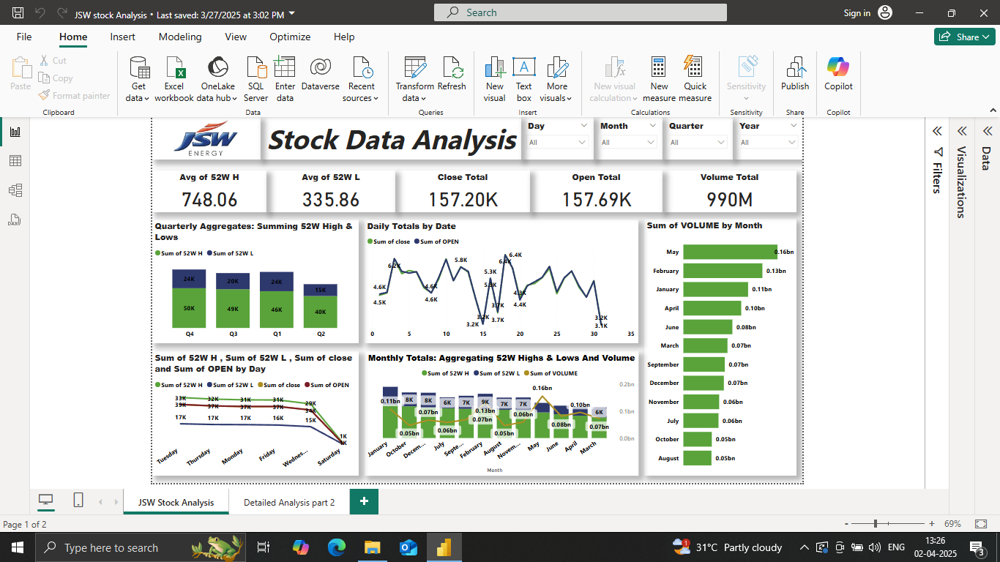 JSW stock Analysis • Last saved: 3/27/2025 at 3:02 PM
Search
Sign in
File Home Insert Modeling View Optimize Help
Share
Paste
Cut
Copy
Format painter
Clipboard
Get data
Excel workbook
OneLake data hub
SQL Server
Enter data
Dataverse
Recent sources
Data
Transform data
Refresh
Queries
New visual
Text box
More visuals
Insert
New visual calculation
New measure
Quick measure
Calculations
Sensitivity
Sensitivity
Publish
Share
Copilot
Copilot
JSW
ENERGY
Stock Data Analysis
Day
All
Month
All
Quarter
All
Year
All
Avg of 52W H
748.06
Avg of 52W L
335.86
Close Total
157.20K
Open Total
157.69K
Volume Total
990M
Quarterly Aggregates: Summing 52W High &
Lows
Sum of 52W H Sum of 52W L
24K 20K 24K 15K
50K 49K 46K 40K
Q4 Q3 Q1 Q2
Daily Totals by Date
Sum of close Sum of OPEN
4.6K
4.5K
6.2K
4.6K
4.6K
5.8K
3.2K
3.2K
5.3K
5.3K
3.7K
3.7K
6.4K
6.4K
4.3K
4.4K
3.2K
3.1K
0 5 10 15 20 25 30 35
Sum of VOLUME by Month
May 0.16bn
February 0.13bn
January 0.11bn
April 0.10bn
June 0.08bn
March 0.07bn
September 0.07bn
December 0.07bn
November 0.06bn
July 0.06bn
October 0.05bn
August 0.05bn
Sum of 52W H , Sum of 52W L , Sum of close
and Sum of OPEN by Day
Sum of 52W H Sum of 52W L Sum of close Sum of OPEN
33K 32K 31K 31K 29K
39K 37K 37K 37K 34K
17K 17K 17K 16K 15K
1K
Tuesday Thursday Monday Friday Wednes... Saturday
Monthly Totals: Aggregating 52W Highs & Lows And Volume
Sum of 52W H Sum of 52W L Sum of VOLUME
0.16bn
0.2bn
0.1bn
0.0bn
0.11bn 8K 8K 6K 7K 9K 7K 7K 0.10bn 6K
0.05bn 0.07bn 0.06bn 0.07bn 0.13bn 0.05bn 0.06bn 0.08bn 0.07bn
January October Decem... July Septe... February August Novem... May June April March
Month
Filters
Visualizations
Data
DAX
JSW Stock Analysis
Detailed Analysis part 2
+
Page 1 of 2
- + 69%
Type here to search
1
31°C Partly cloudy
ENG
13:26
02-04-2025
3